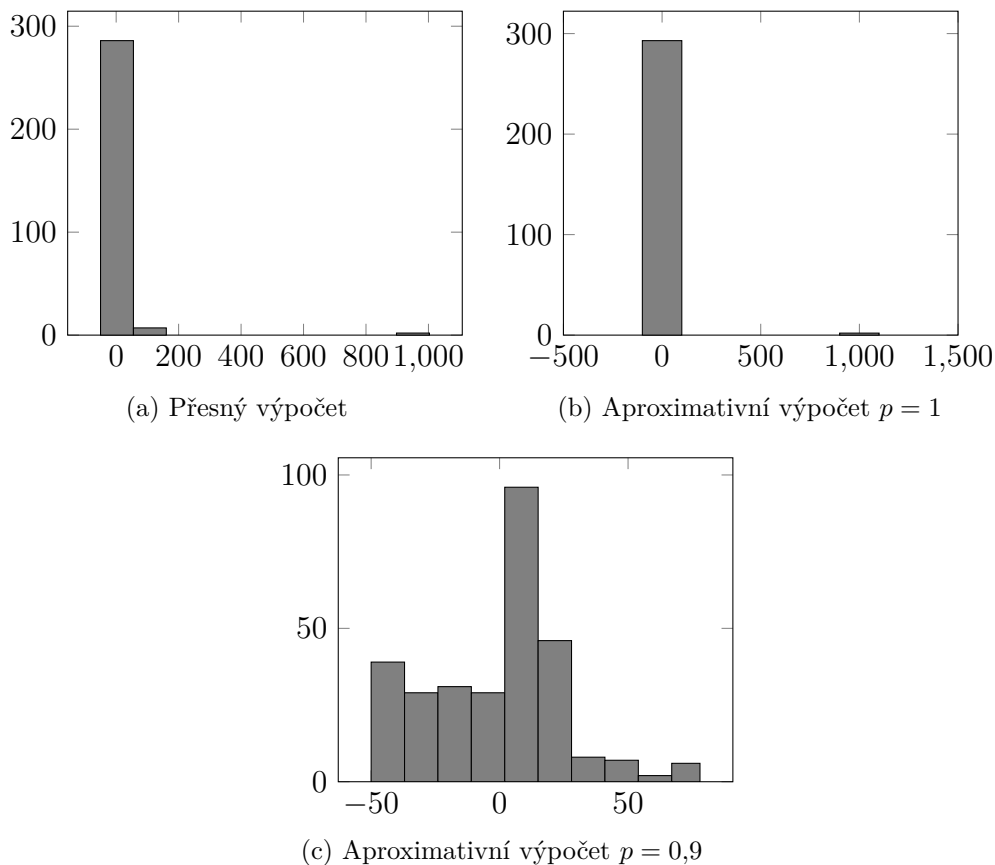 300
200
100
0
0 200 400 600 800 1,000
(a) Přesný výpočet
300
200
100
0
−500 0 500 1,000 1,500
(b) Aproximativní výpočet p = 1
100
50
0
−50 0 50
(c) Aproximativní výpočet p = 0,9